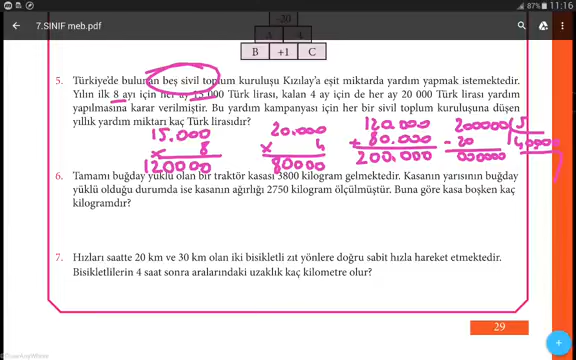 87% 11:16
7.SINIF meb.pdf
-30
3 4
B +1 C
5. Türkiye'de bulunan beş sivil toplum kuruluşu Kızılay'a eşit miktarda yardım yapmak istemektedir.
Yılın ilk 8 ayı için her ay 15 000 Türk lirası, kalan 4 ay için de her ay 20 000 Türk lirası yardım
yapılmasına karar verilmiştir. Bu yardım kampanyası için her bir sivil toplum kuruluşuna düşen
yıllık yardım miktarı kaç Türk lirasıdır?
15.000 20.000 120.000 200000 5
x 8 x 4 + 80.000 - 20 40000
120000 80000 200.000 000000
6. Tamamı buğday yüklü olan bir traktör kasası 3800 kilogram gelmektedir. Kasanın yarısının buğday
yüklü olduğu durumda ise kasanın ağırlığı 2750 kilogram ölçülmüştür. Buna göre kasa boşken kaç
kilogramdır?
7. Hızları saatte 20 km ve 30 km olan iki bisikletli zıt yönlere doğru sabit hızla hareket etmektedir.
Bisikletlilerin 4 saat sonra aralarındaki uzaklık kaç kilometre olur?
29